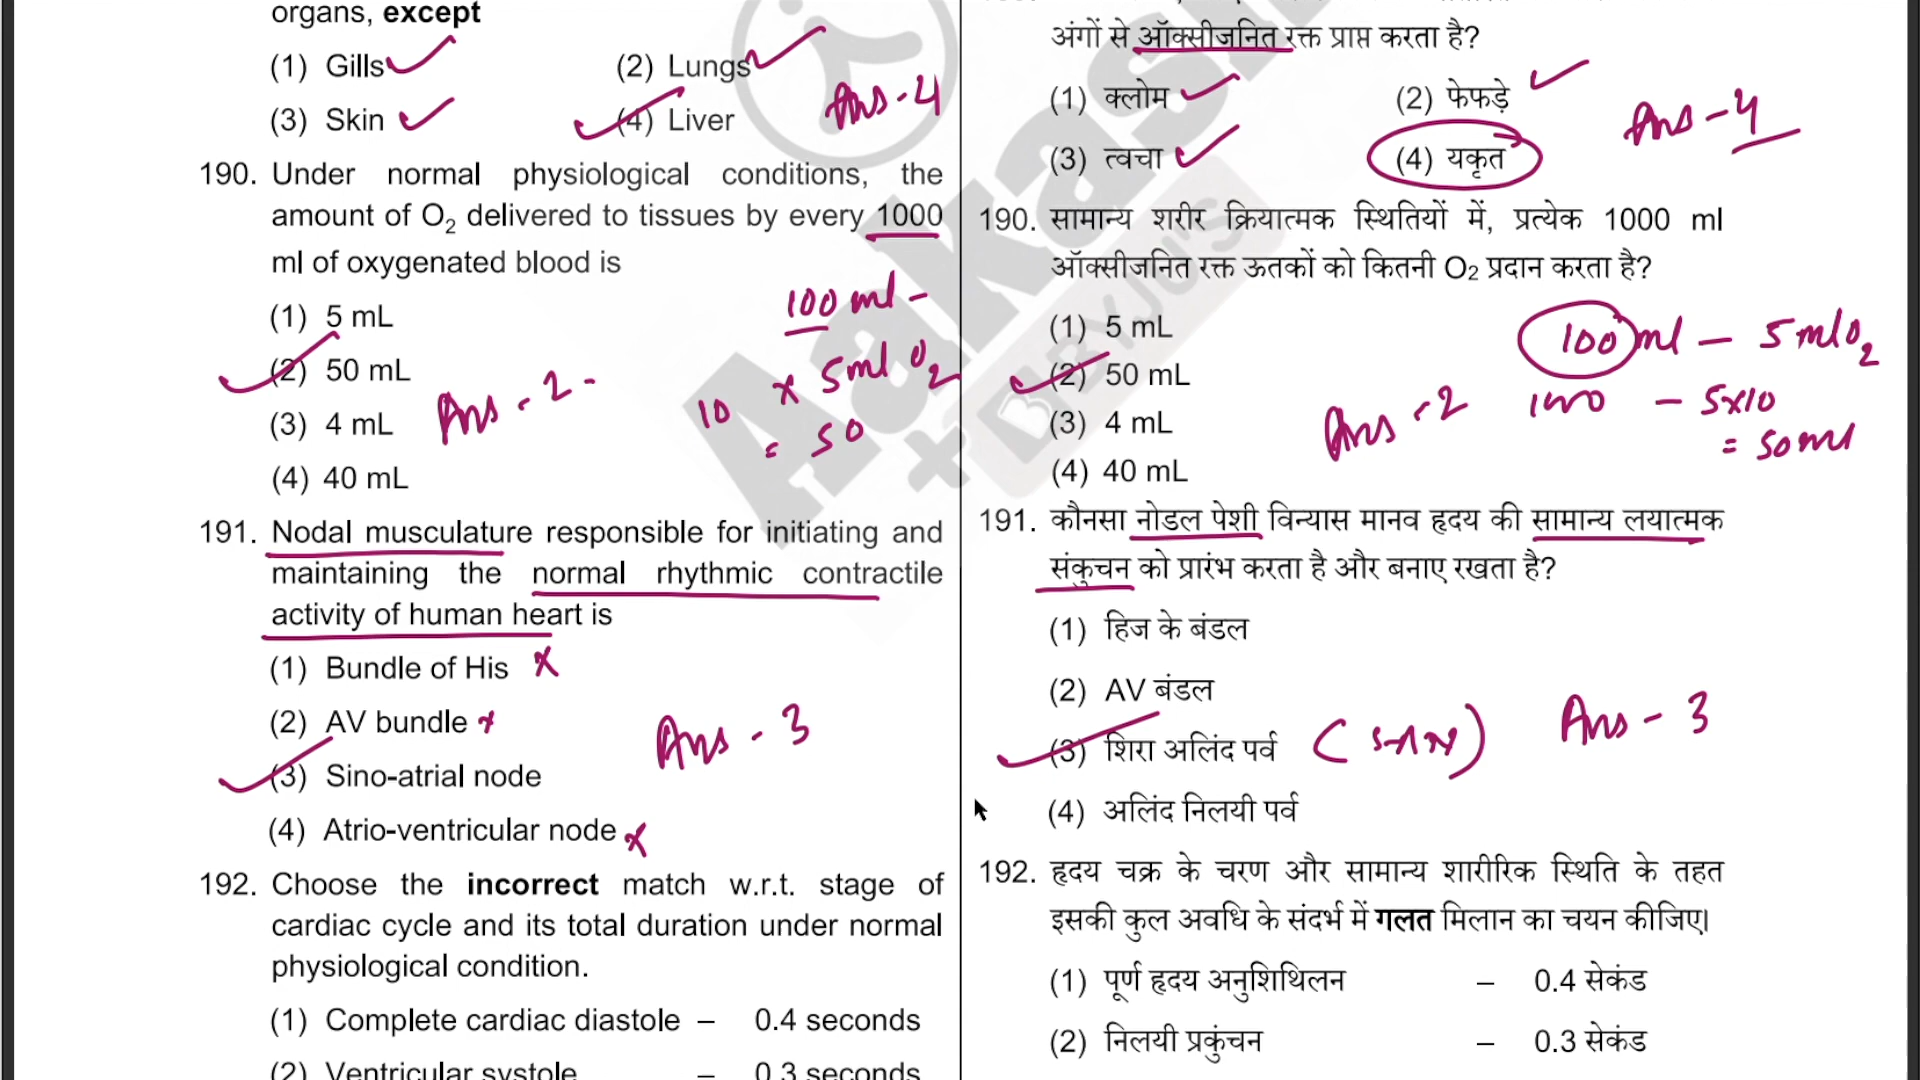 organs, except
(1) Gills
(2) Lungs
(3) Skin
(4) Liver
Ans - 4
190. Under normal physiological conditions, the
amount of O₂ delivered to tissues by every 1000
ml of oxygenated blood is
(1) 5 mL
(2) 50 mL
(3) 4 mL
(4) 40 mL
Ans - 2 -
100 ml -
10 x 5ml O₂
= 50
191. Nodal musculature responsible for initiating and
maintaining the normal rhythmic contractile
activity of human heart is
(1) Bundle of His x
(2) AV bundle x
(3) Sino-atrial node
(4) Atrio-ventricular node x
Ans - 3
192. Choose the incorrect match w.r.t. stage of
cardiac cycle and its total duration under normal
physiological condition.
(1) Complete cardiac diastole – 0.4 seconds
(2) Ventricular systole – 0.3 seconds
अंगों से ऑक्सीजनित रक्त प्राप्त करता है?
(1) क्लोम
(2) फेफड़े
(3) त्वचा
(4) यकृत
Ans - 4
190. सामान्य शरीर क्रियात्मक स्थितियों में, प्रत्येक 1000 ml
ऑक्सीजनित रक्त ऊतकों को कितनी O₂ प्रदान करता है?
(1) 5 mL
(2) 50 mL
(3) 4 mL
(4) 40 mL
Ans - 2
100 ml - 5 ml O₂
1000 - 5x10
= 50ml
191. कौनसा नोडल पेशी विन्यास मानव हृदय की सामान्य लयात्मक
संकुचन को प्रारंभ करता है और बनाए रखता है?
(1) हिज के बंडल
(2) AV बंडल
(3) शिरा अलिंद पर्व (SAN)
(4) अलिंद निलयी पर्व
Ans - 3
192. हृदय चक्र के चरण और सामान्य शारीरिक स्थिति के तहत
इसकी कुल अवधि के संदर्भ में गलत मिलान का चयन कीजिए।
(1) पूर्ण हृदय अनुशिथिलन – 0.4 सेकंड
(2) निलयी प्रकुंचन – 0.3 सेकंड
Aakash
+ BYJU'S